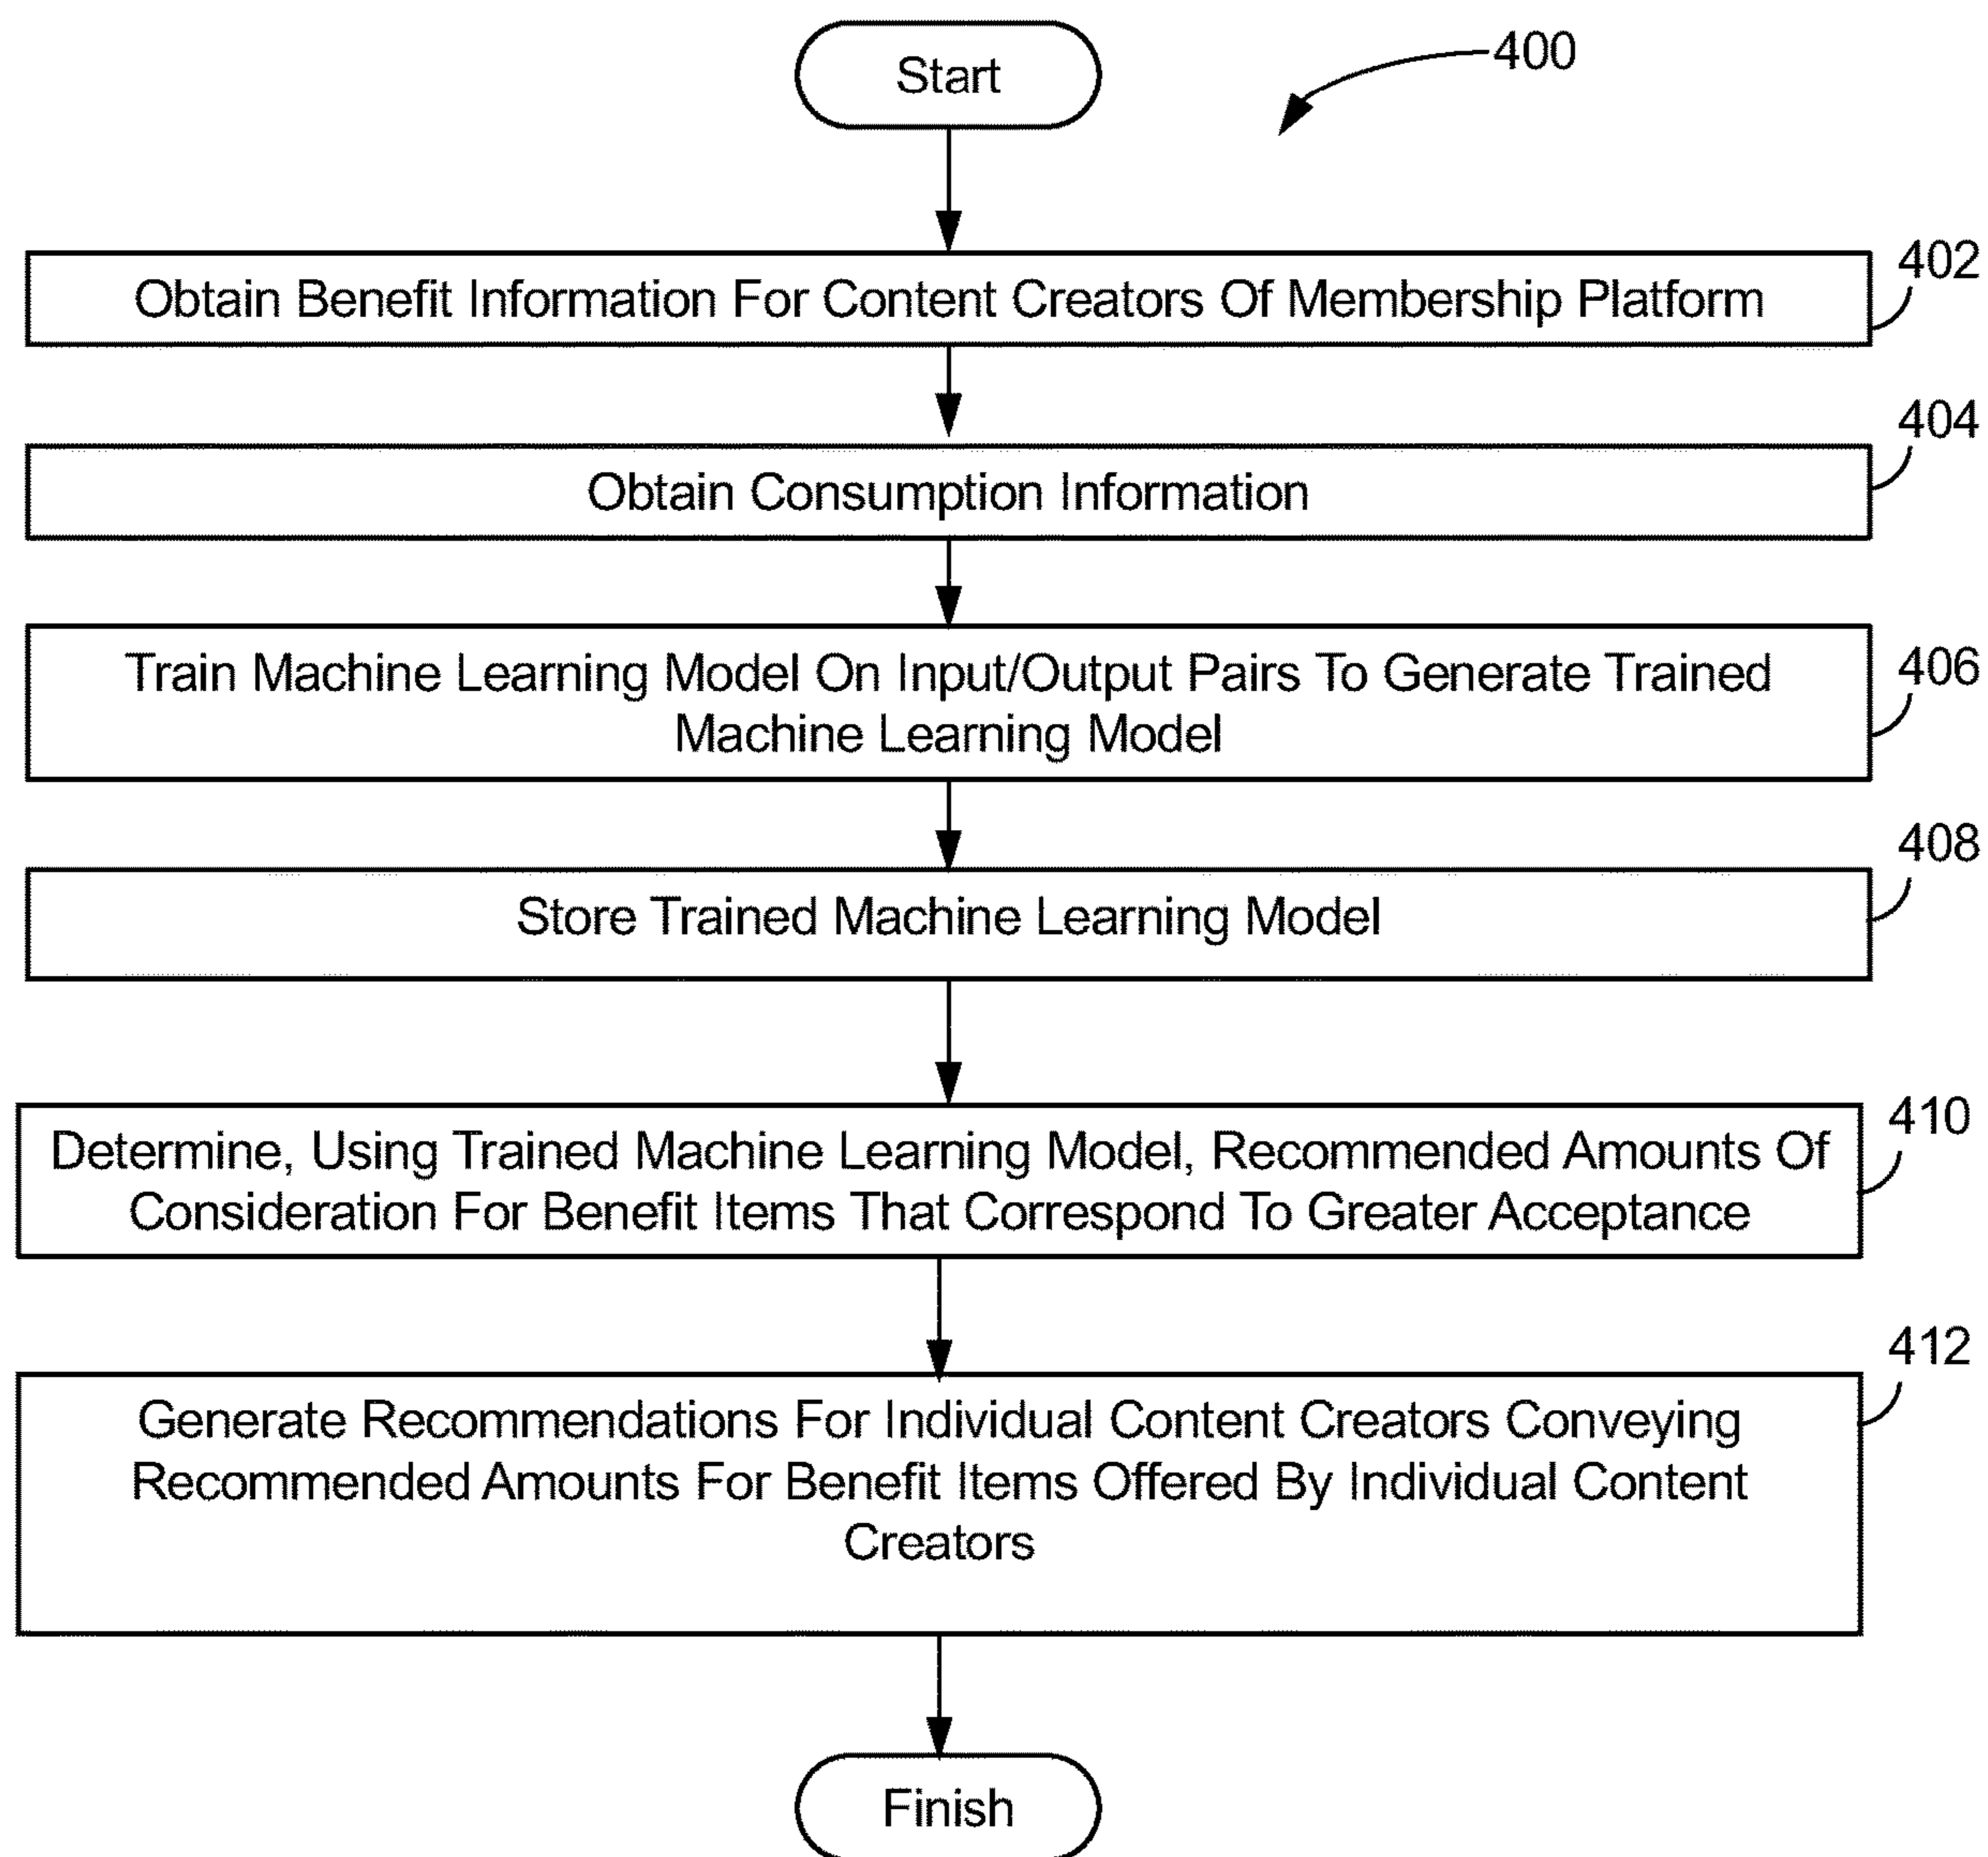 Start
400
Obtain Benefit Information For Content Creators Of Membership Platform
402
Obtain Consumption Information
404
Train Machine Learning Model On Input/Output Pairs To Generate Trained
Machine Learning Model
406
Store Trained Machine Learning Model
408
Determine, Using Trained Machine Learning Model, Recommended Amounts Of
Consideration For Benefit Items That Correspond To Greater Acceptance
410
Generate Recommendations For Individual Content Creators Conveying
Recommended Amounts For Benefit Items Offered By Individual Content
Creators
412
Finish